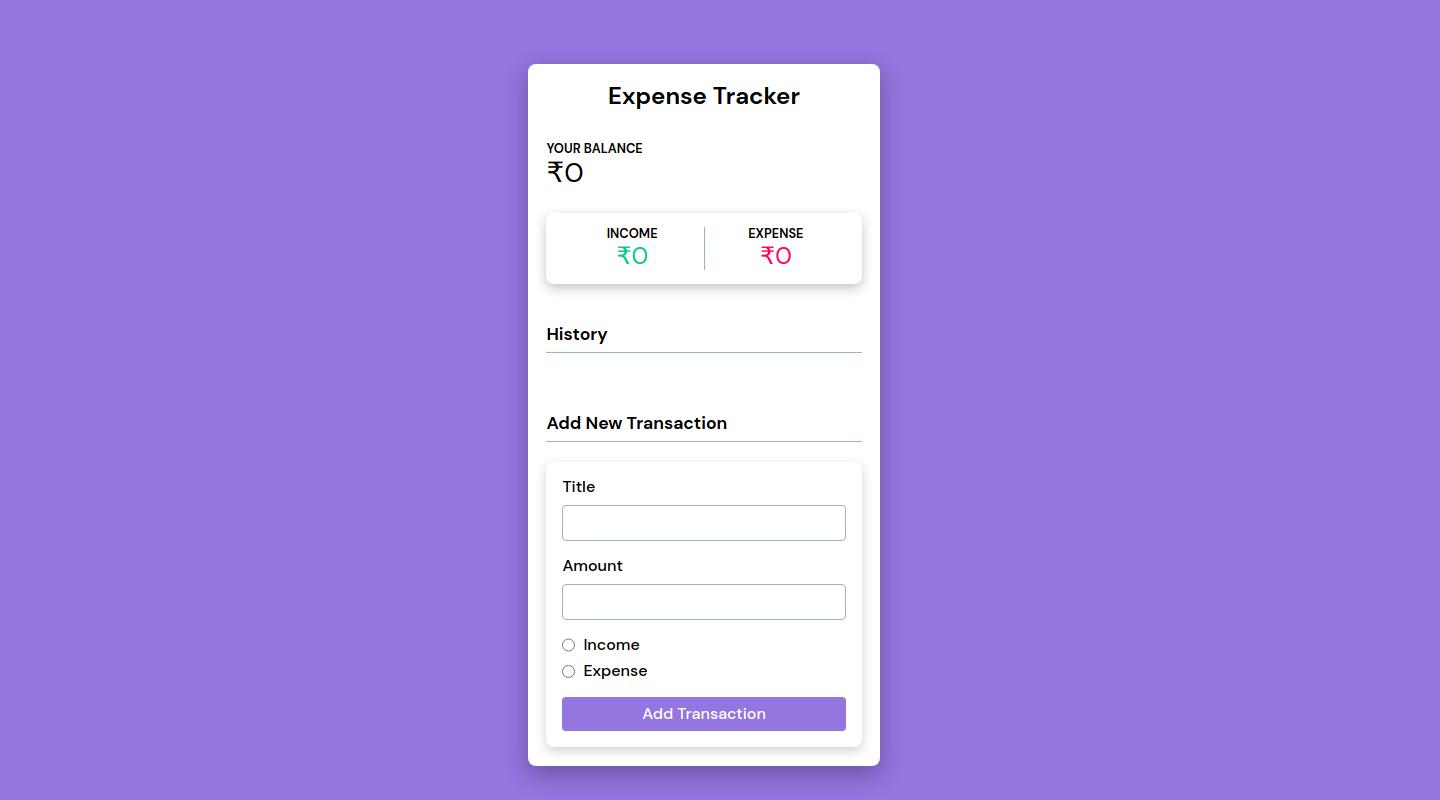 Expense Tracker
YOUR BALANCE
₹0
INCOME
EXPENSE
₹0
₹0
History
Add New Transaction
Title
Amount
Income
Expense
Add Transaction